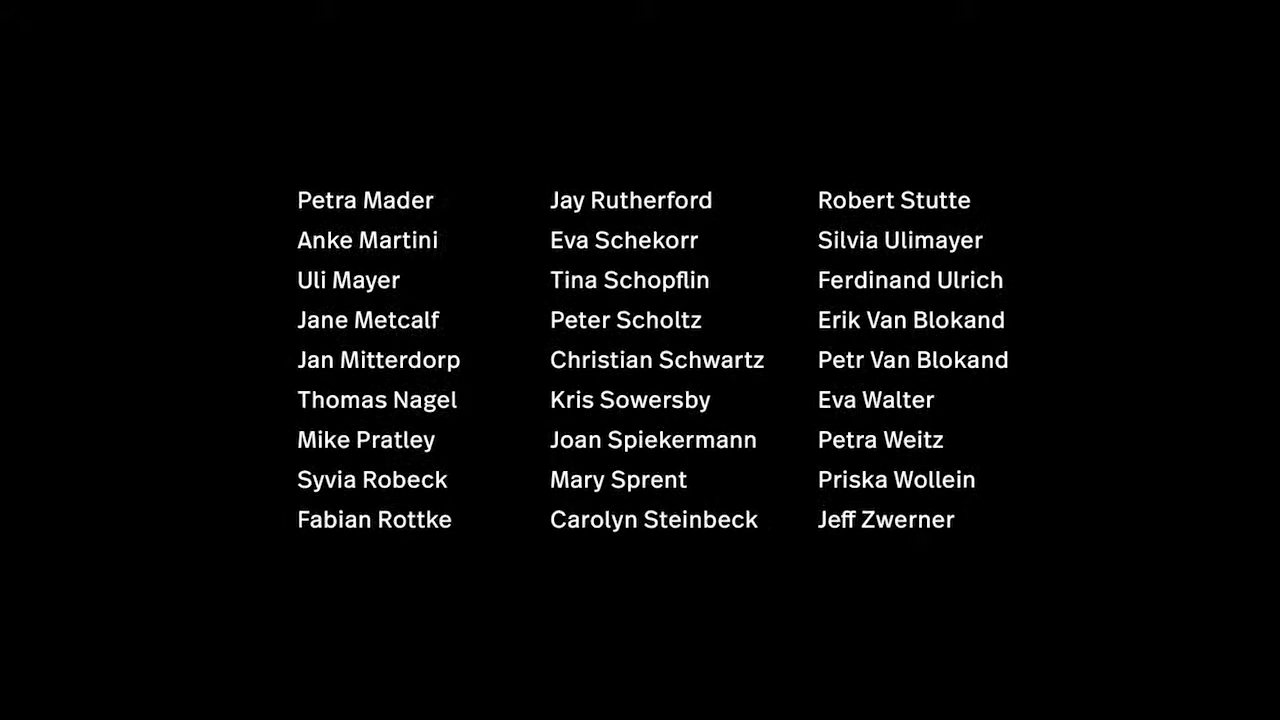 Petra Mader
Anke Martini
Uli Mayer
Jane Metcalf
Jan Mitterdorp
Thomas Nagel
Mike Pratley
Syvia Robeck
Fabian Rottke
Jay Rutherford
Eva Schekorr
Tina Schopflin
Peter Scholtz
Christian Schwartz
Kris Sowersby
Joan Spiekermann
Mary Sprent
Carolyn Steinbeck
Robert Stutte
Silvia Ulimayer
Ferdinand Ulrich
Erik Van Blokand
Petr Van Blokand
Eva Walter
Petra Weitz
Priska Wollein
Jeff Zwerner